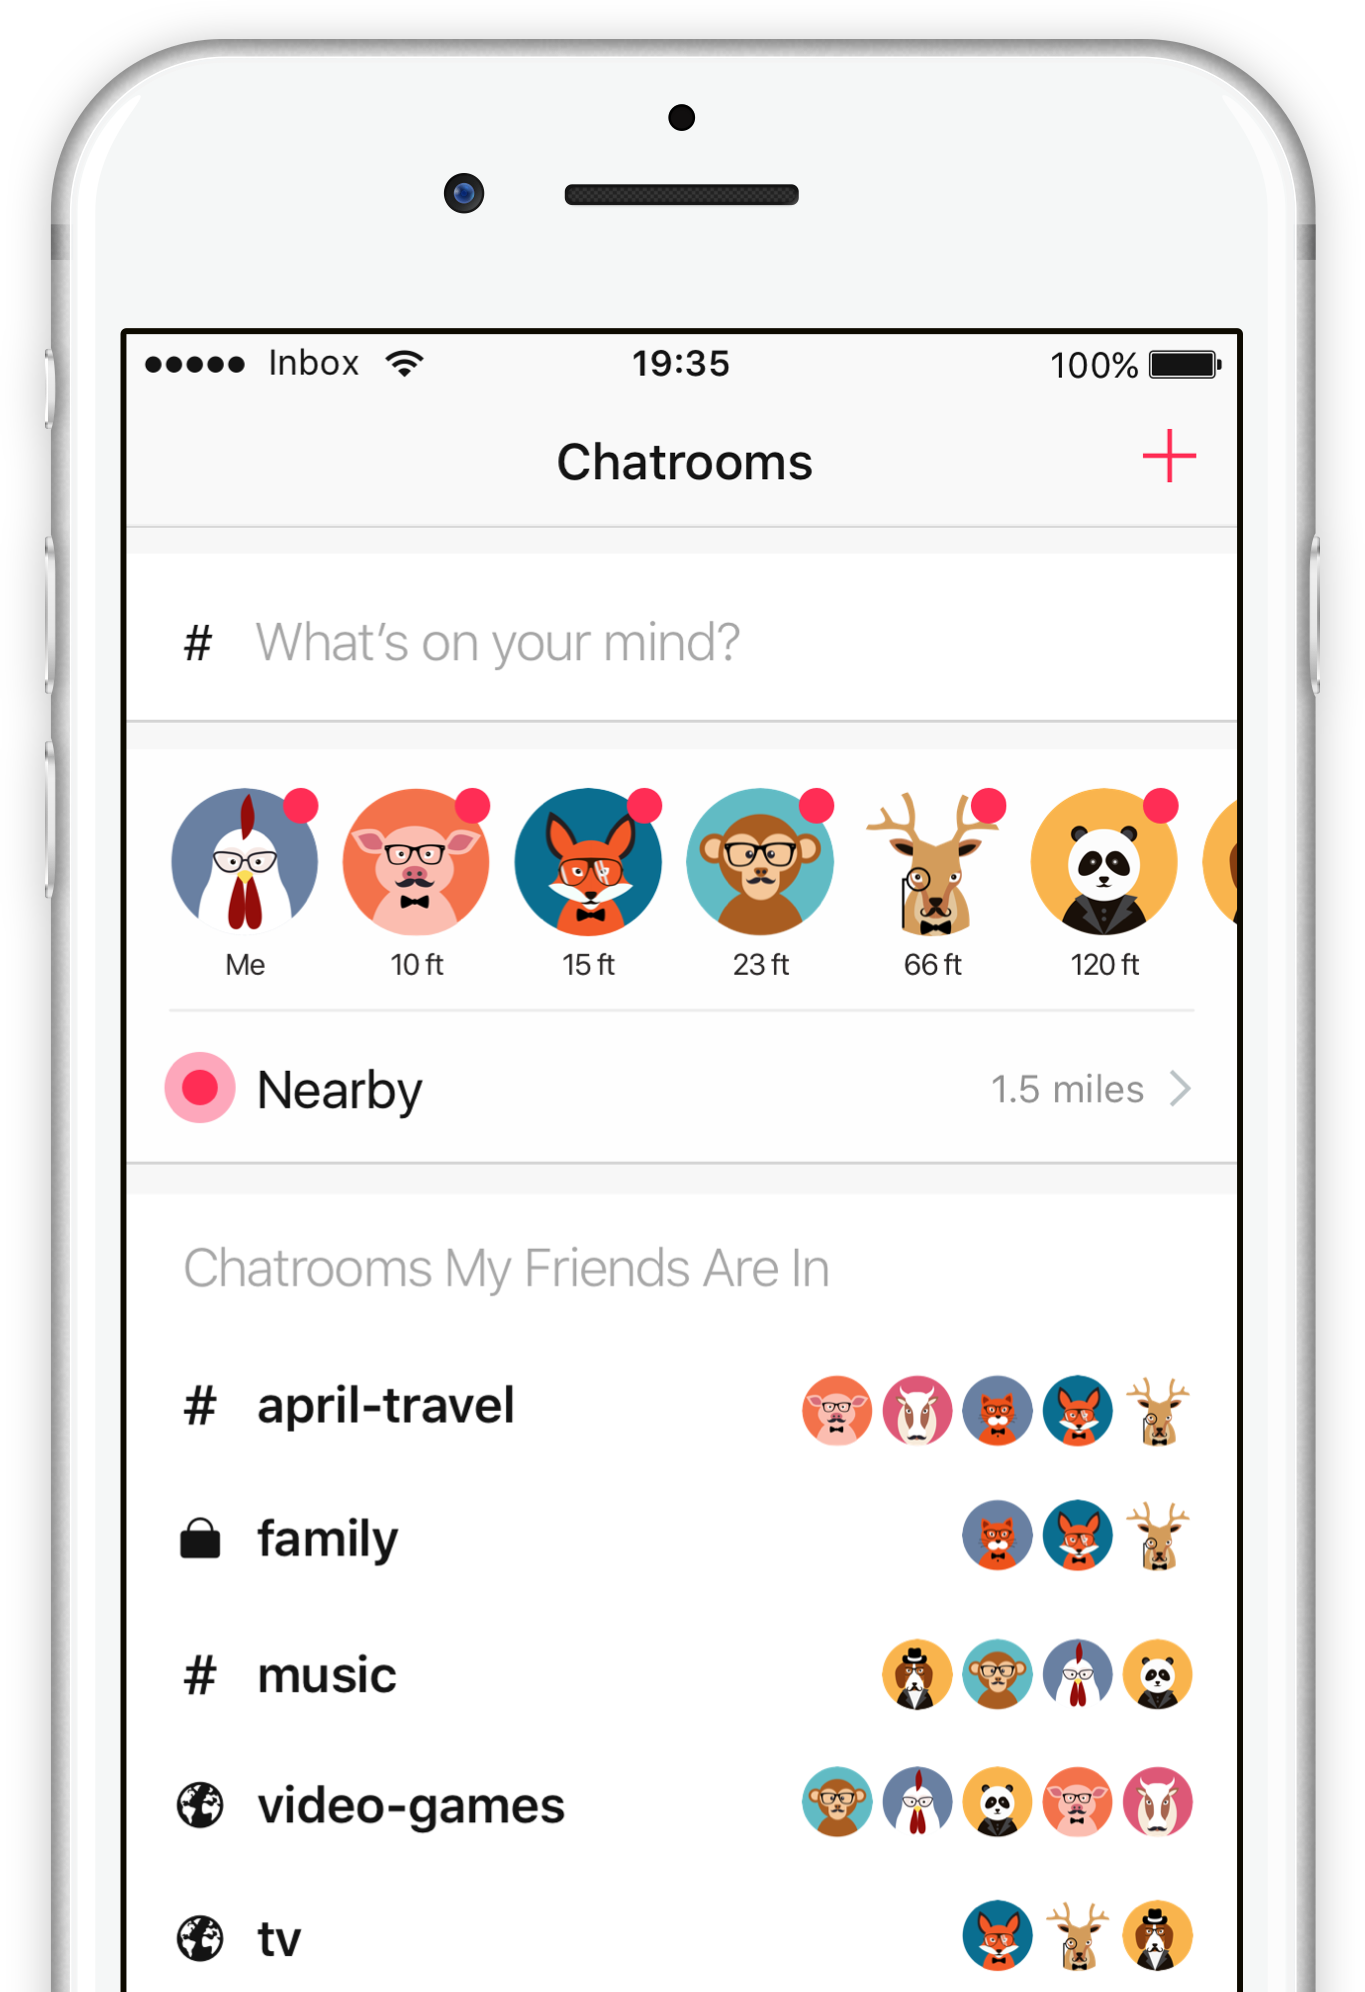 Inbox 19:35 100%
Chatrooms
# What's on your mind?
Me 10 ft 15 ft 23 ft 66 ft 120 ft
Nearby 1.5 miles
Chatrooms My Friends Are In
# april-travel
family
# music
video-games
tv